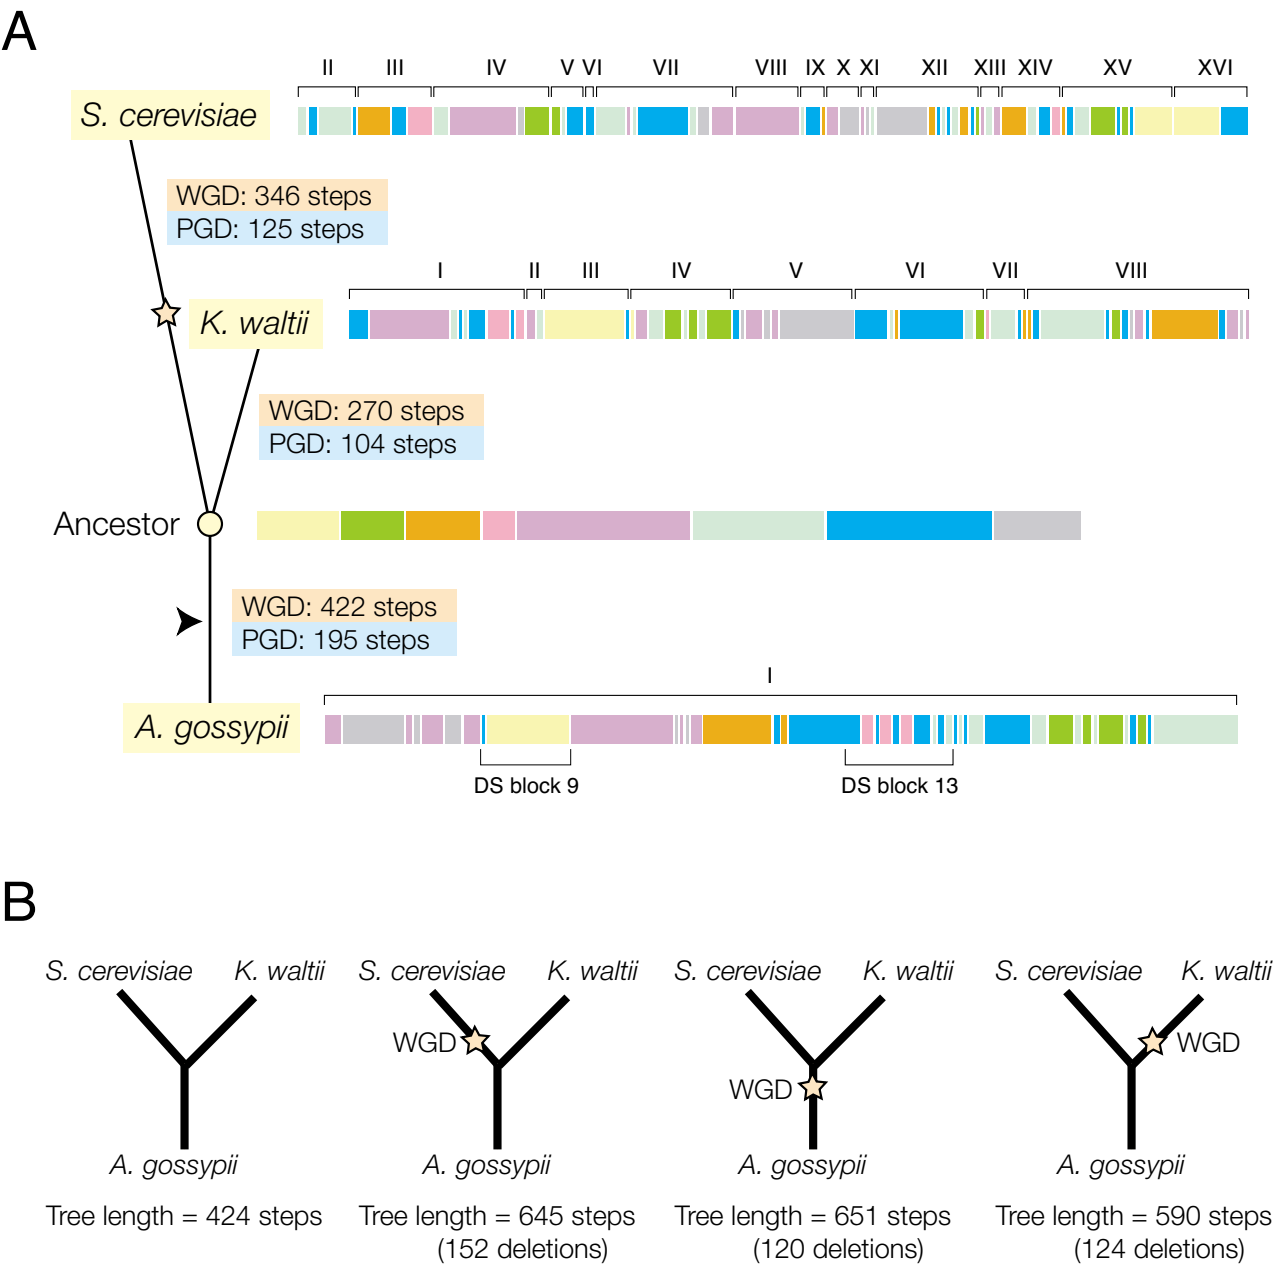 A
II III IV V VI VII VIII IX X XI XII XIII XIV XV XVI
S. cerevisiae
WGD: 346 steps
PGD: 125 steps
I II III IV V VI VII VIII
K. waltii
WGD: 270 steps
PGD: 104 steps
Ancestor
WGD: 422 steps
PGD: 195 steps
I
A. gossypii
DS block 9 DS block 13
B
S. cerevisiae K. waltii S. cerevisiae K. waltii S. cerevisiae K. waltii S. cerevisiae K. waltii
WGD WGD
WGD
A. gossypii A. gossypii A. gossypii A. gossypii
Tree length = 424 steps Tree length = 645 steps Tree length = 651 steps Tree length = 590 steps
(152 deletions) (120 deletions) (124 deletions)